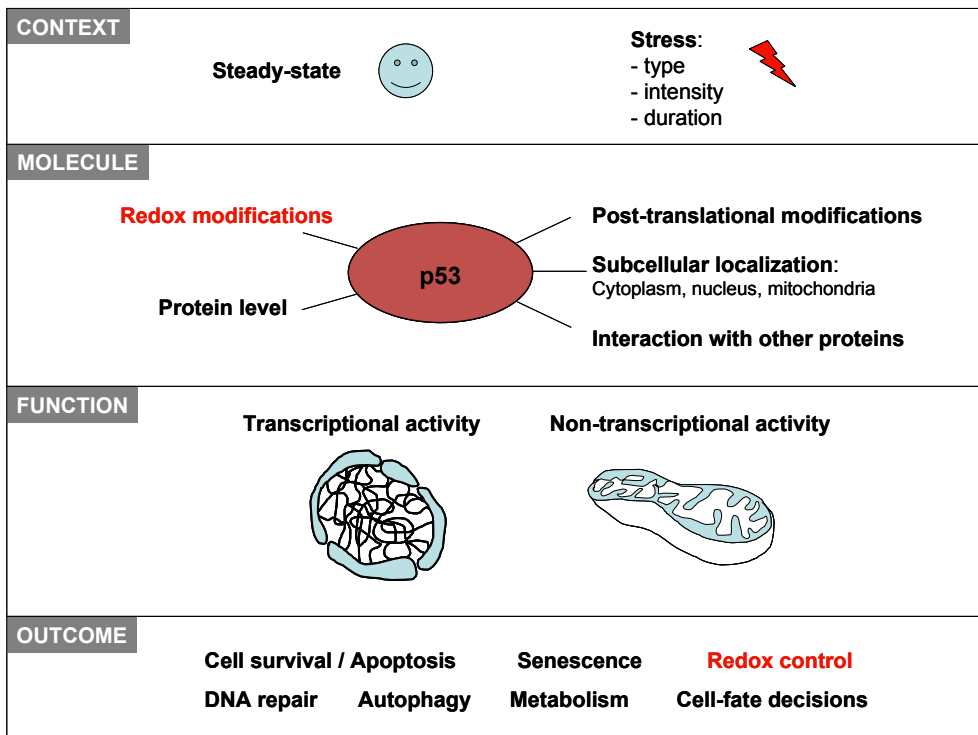 CONTEXT
Steady-state
Stress:
- type
- intensity
- duration
MOLECULE
Redox modifications
Protein level
p53
Post-translational modifications
Subcellular localization:
Cytoplasm, nucleus, mitochondria
Interaction with other proteins
FUNCTION
Transcriptional activity
Non-transcriptional activity
OUTCOME
Cell survival / Apoptosis Senescence Redox control
DNA repair Autophagy Metabolism Cell-fate decisions